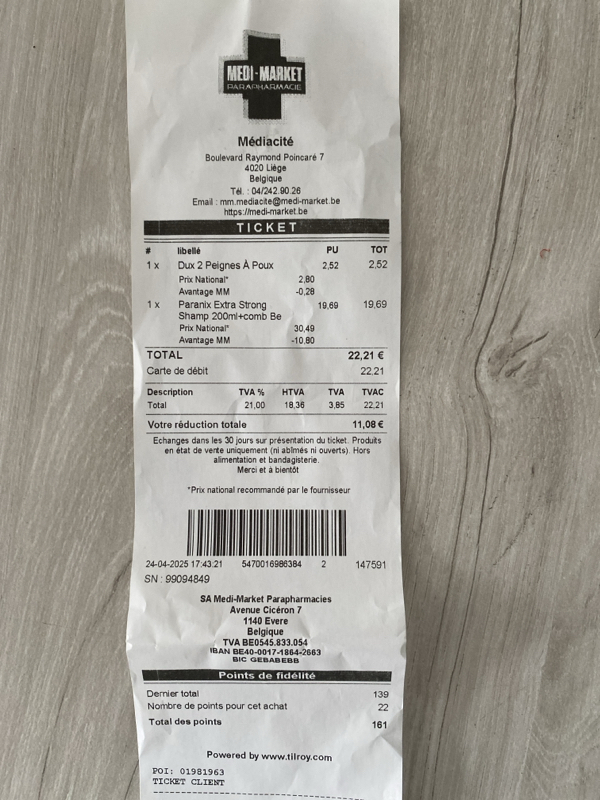 MEDI-MARKET
PARAPHARMACIE
Médiacité
Boulevard Raymond Poincaré 7
4020 Liège
Belgique
Tél. : 04/242.90.26
Email : mm.mediacite@medi-market.be
https://medi-market.be
TICKET
# libellé PU TOT
1 x Dux 2 Peignes À Poux 2,52 2,52
Prix National* 2,80
Avantage MM -0,28
1 x Paranix Extra Strong 19,69 19,69
Shamp 200ml+comb Be
Prix National* 30,49
Avantage MM -10,80
TOTAL 22,21 €
Carte de débit 22,21
Description TVA % HTVA TVA TVAC
Total 21,00 18,36 3,85 22,21
Votre réduction totale 11,08 €
Echanges dans les 30 jours sur présentation du ticket. Produits
en état de vente uniquement (ni abîmés ni ouverts). Hors
alimentation et bandagisterie.
Merci et à bientôt
*Prix national recommandé par le fournisseur
24-04-2025 17:43:21 5470016986384 2 147591
SN : 99094849
SA Medi-Market Parapharmacies
Avenue Cicéron 7
1140 Evere
Belgique
TVA BE0545.833.054
IBAN BE40-0017-1864-2663
BIC GEBABEBB
Points de fidélité
Dernier total 139
Nombre de points pour cet achat 22
Total des points 161
Powered by www.tilroy.com
POI: 01981963
TICKET CLIENT